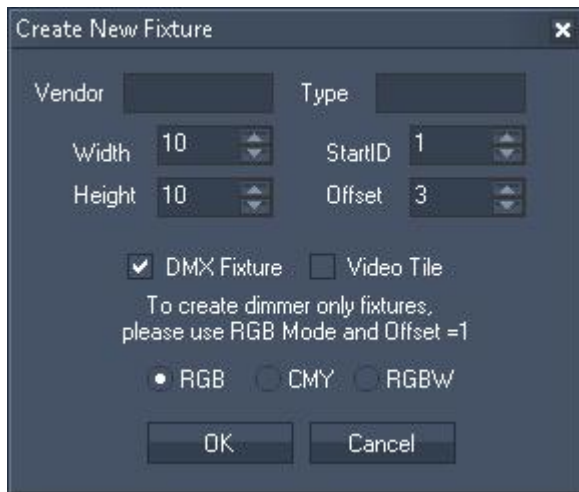 Create New Fixture
Vendor Type
Width 10 StartID 1
Height 10 Offset 3
DMX Fixture Video Tile
To create dimmer only fixtures,
please use RGB Mode and Offset =1
RGB CMY RGBW
OK Cancel